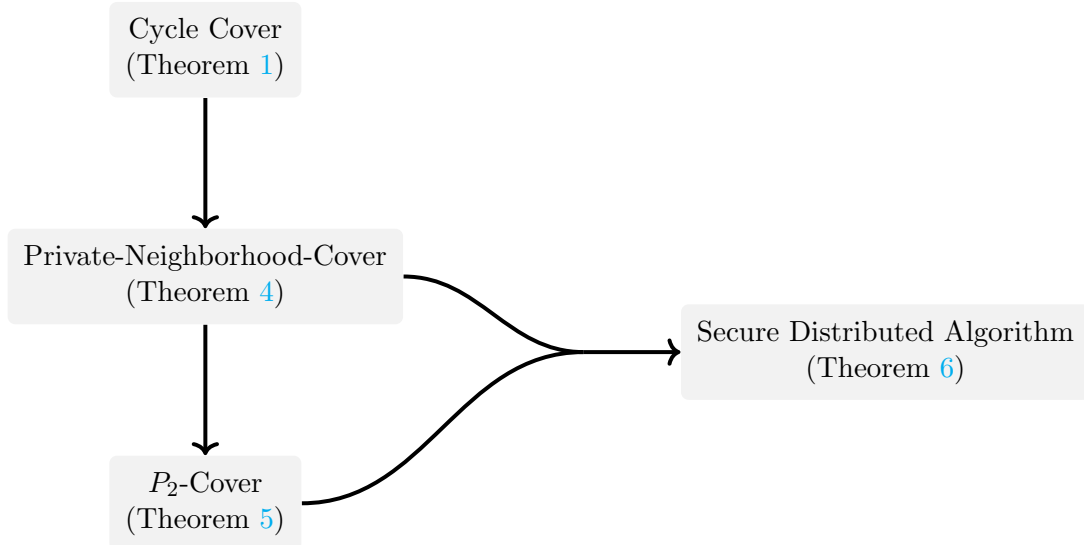 Cycle Cover
(Theorem 1)
Private-Neighborhood-Cover
(Theorem 4)
Secure Distributed Algorithm
(Theorem 6)
P₂-Cover
(Theorem 5)